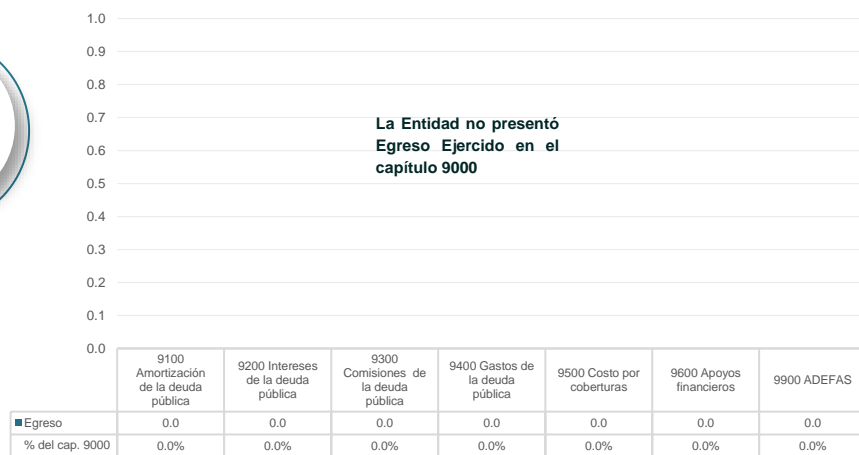 1.0
0.9
0.8
0.7
0.6
0.5
0.4
0.3
0.2
0.1
0.0
La Entidad no presentó
Egreso Ejercido en el
capítulo 9000
9100
Amortización
de la deuda
pública
9200 Intereses
de la deuda
pública
9300
Comisiones de
la deuda
pública
9400 Gastos de
la deuda
pública
9500 Costo por
coberturas
9600 Apoyos
financieros
9900 ADEFAS
Egreso 0.0 0.0 0.0 0.0 0.0 0.0 0.0
% del cap. 9000 0.0% 0.0% 0.0% 0.0% 0.0% 0.0% 0.0%